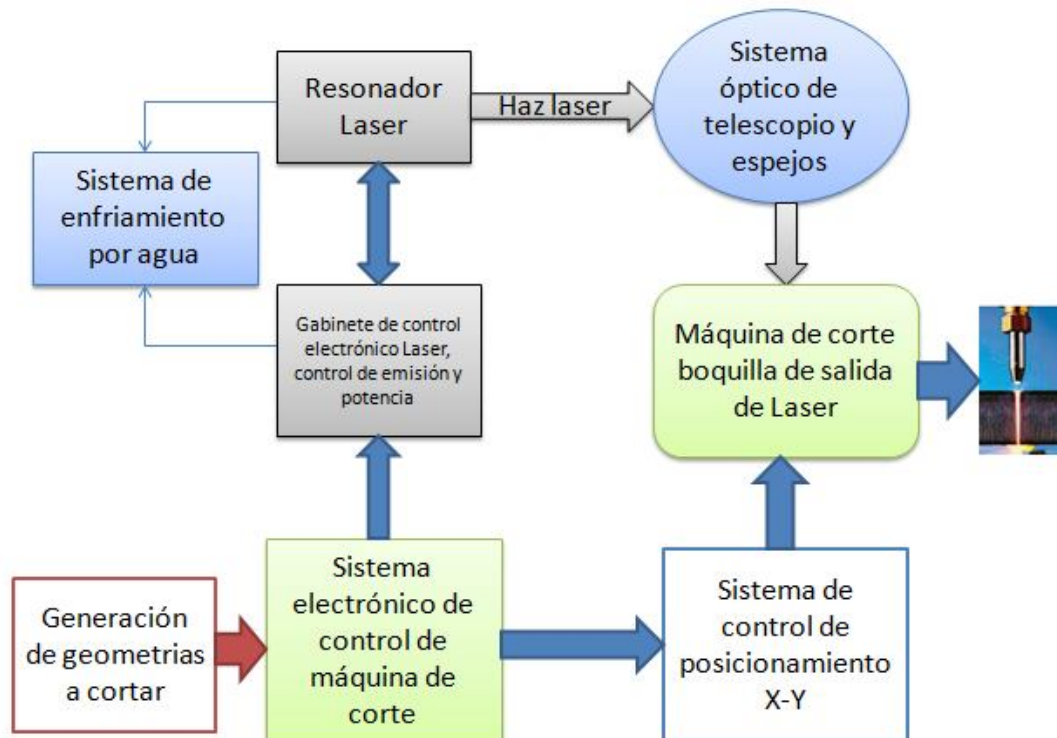 Resonador
Laser
Haz laser
Sistema
óptico de
telescopio y
espejos
Sistema de
enfriamiento
por agua
Gabinete de control
electrónico Laser,
control de emisión y
potencia
Máquina de corte
boquilla de salida
de Laser
Generación
de geometrias
a cortar
Sistema
electrónico de
control de
máquina de
corte
Sistema de
control de
posicionamiento
X-Y